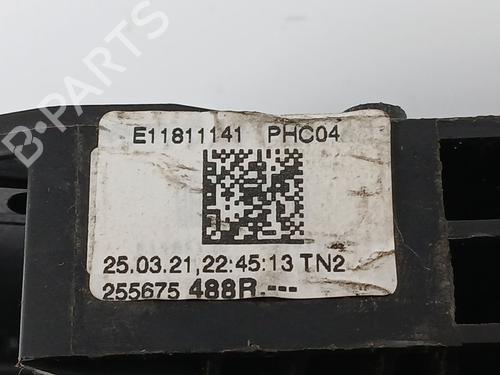 E11811141 PHC04
25.03.21,22:45:13 TN2
255675 488R.---
B-PARTS